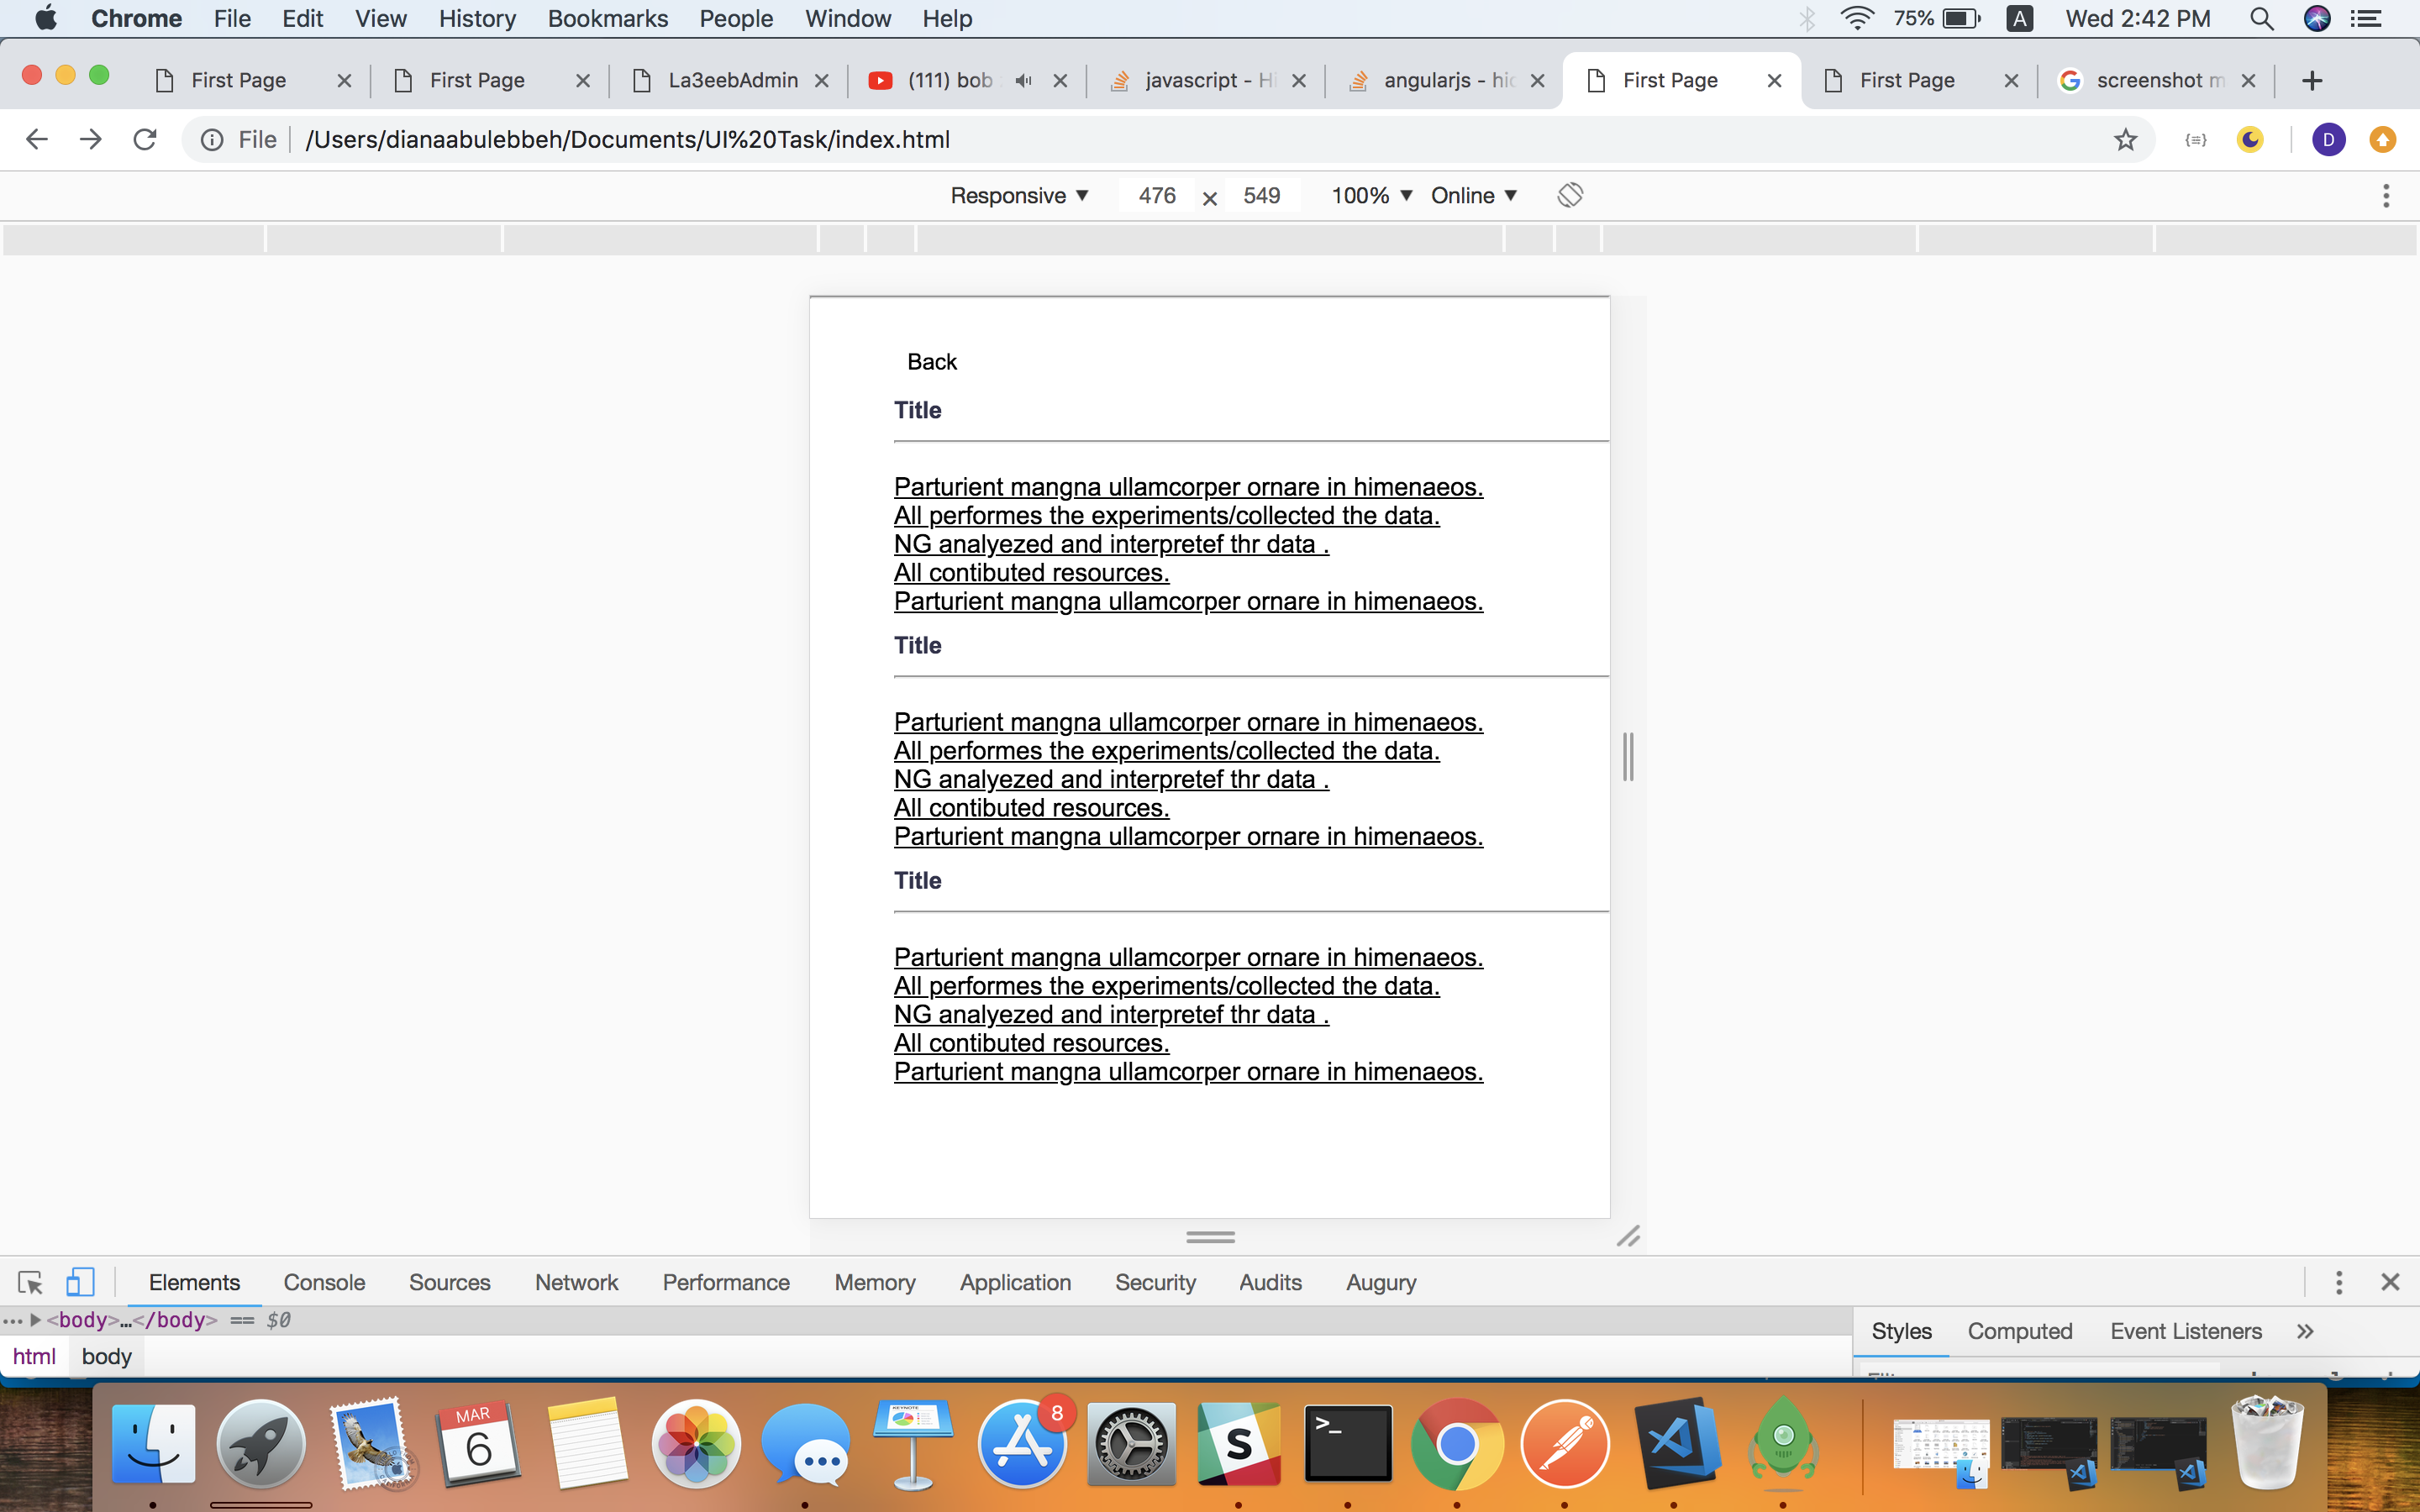 Chrome File Edit View History Bookmarks People Window Help 75% A Wed 2:42 PM
First Page First Page La3eebAdmin (111) bob javascript - Hi angularjs - hid First Page First Page screenshot m
File /Users/dianaabulebbeh/Documents/UI%20Task/index.html D
Responsive 476 × 549 100% Online
Back
Title
Parturient mangna ullamcorper ornare in himenaeos.
All performes the experiments/collected the data.
NG analyezed and interpretef thr data .
All contibuted resources.
Parturient mangna ullamcorper ornare in himenaeos.
Title
Parturient mangna ullamcorper ornare in himenaeos.
All performes the experiments/collected the data.
NG analyezed and interpretef thr data .
All contibuted resources.
Parturient mangna ullamcorper ornare in himenaeos.
Title
Parturient mangna ullamcorper ornare in himenaeos.
All performes the experiments/collected the data.
NG analyezed and interpretef thr data .
All contibuted resources.
Parturient mangna ullamcorper ornare in himenaeos.
Elements Console Sources Network Performance Memory Application Security Audits Augury
<body>…</body> == $0
Styles Computed Event Listeners
html body
MAR
6
KEYNOTE
8
S
>_